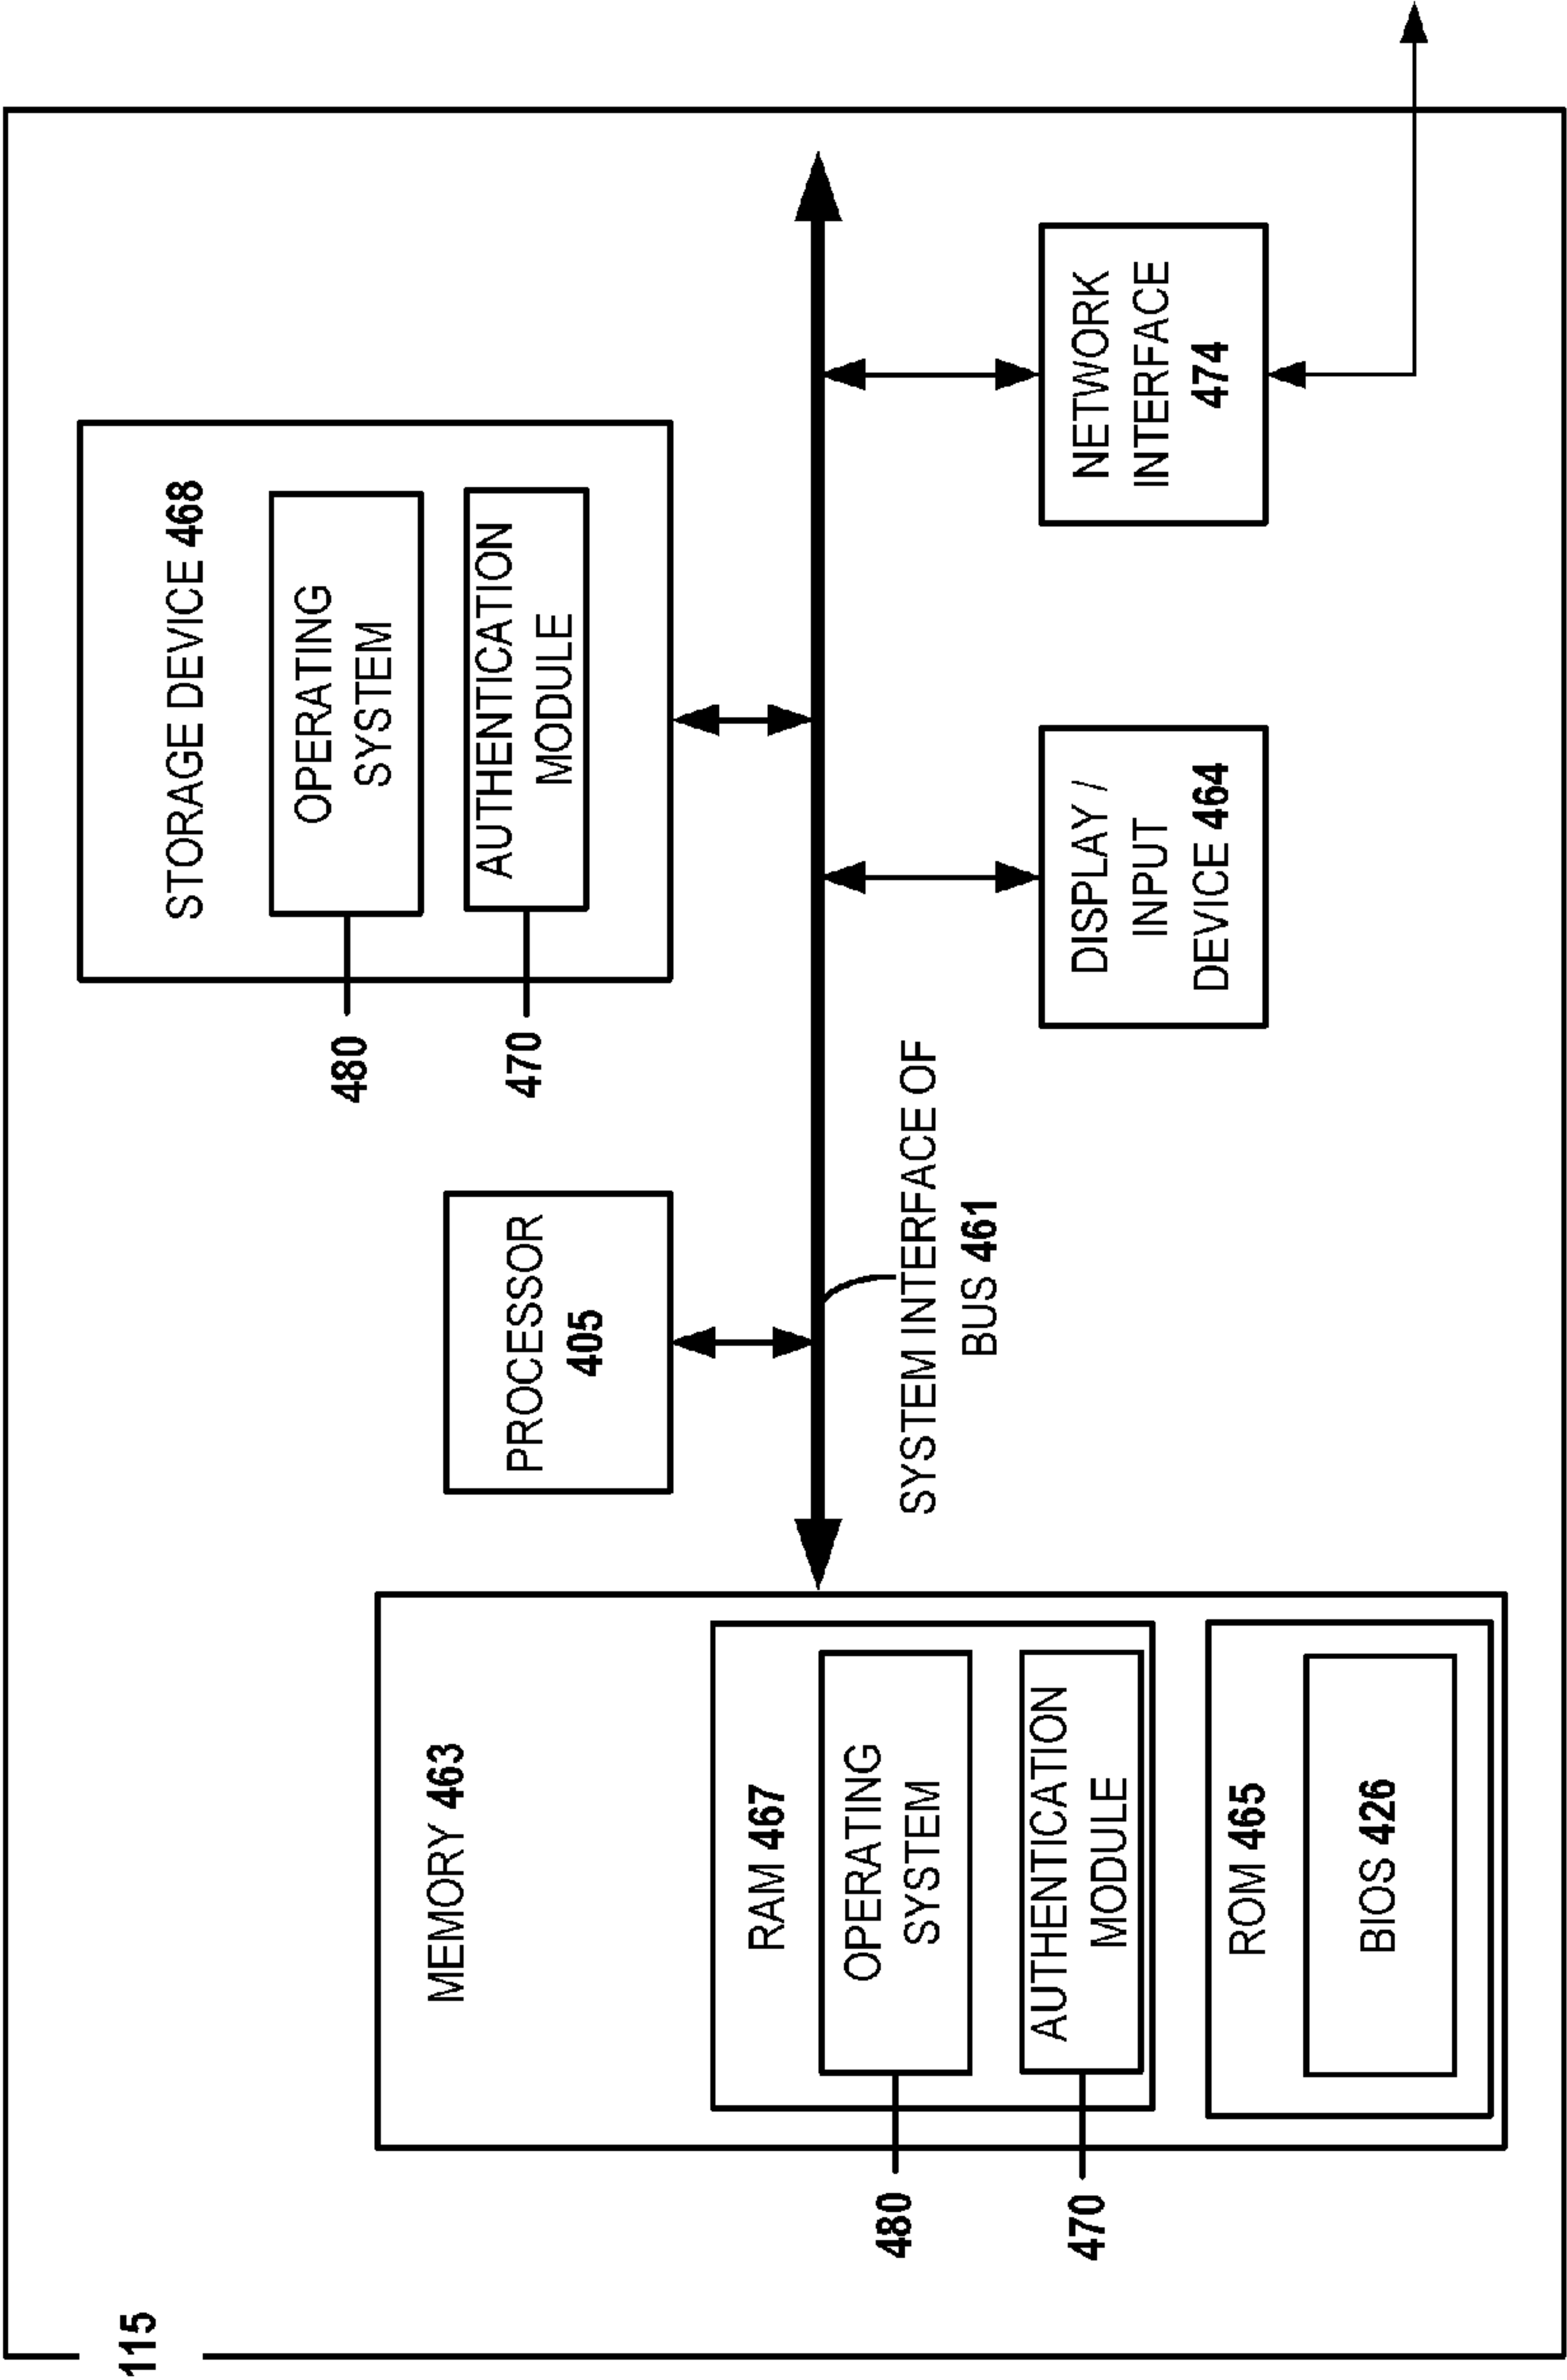 115
MEMORY 463
RAM 467
OPERATING
SYSTEM
480
AUTHENTICATION
MODULE
470
ROM 465
BIOS 426
PROCESSOR
405
STORAGE DEVICE 468
OPERATING
SYSTEM
480
AUTHENTICATION
MODULE
470
SYSTEM INTERFACE OF
BUS 461
DISPLAY /
INPUT
DEVICE 464
NETWORK
INTERFACE
474